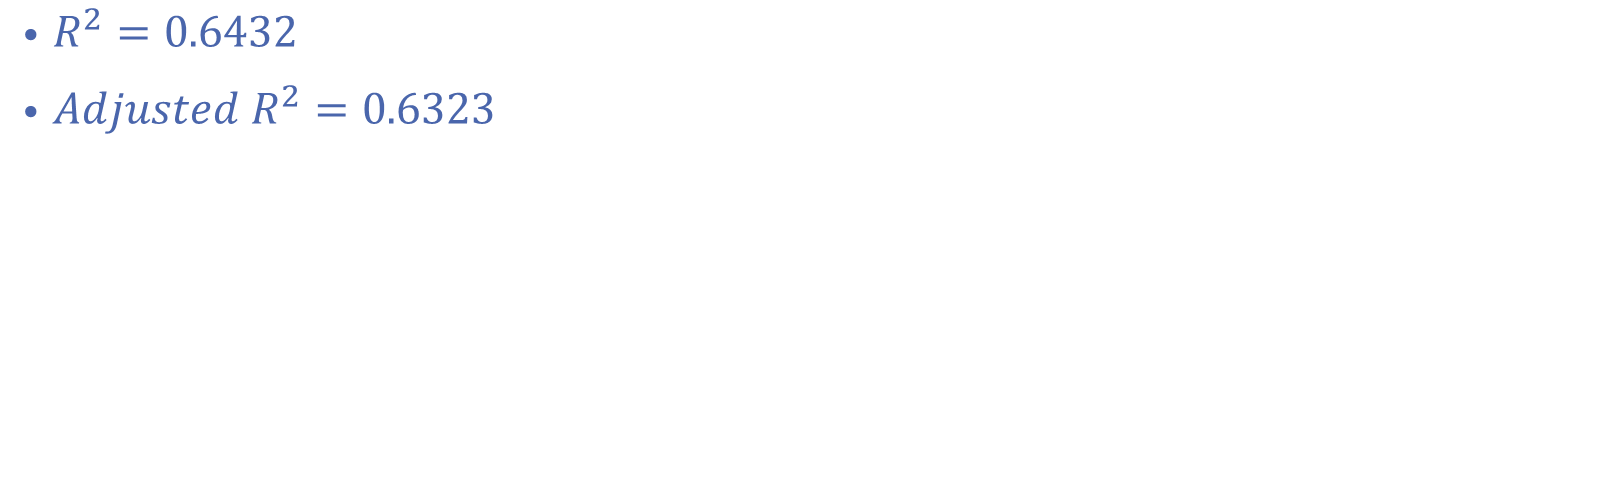 • R² = 0.6432
• Adjusted R² = 0.6323